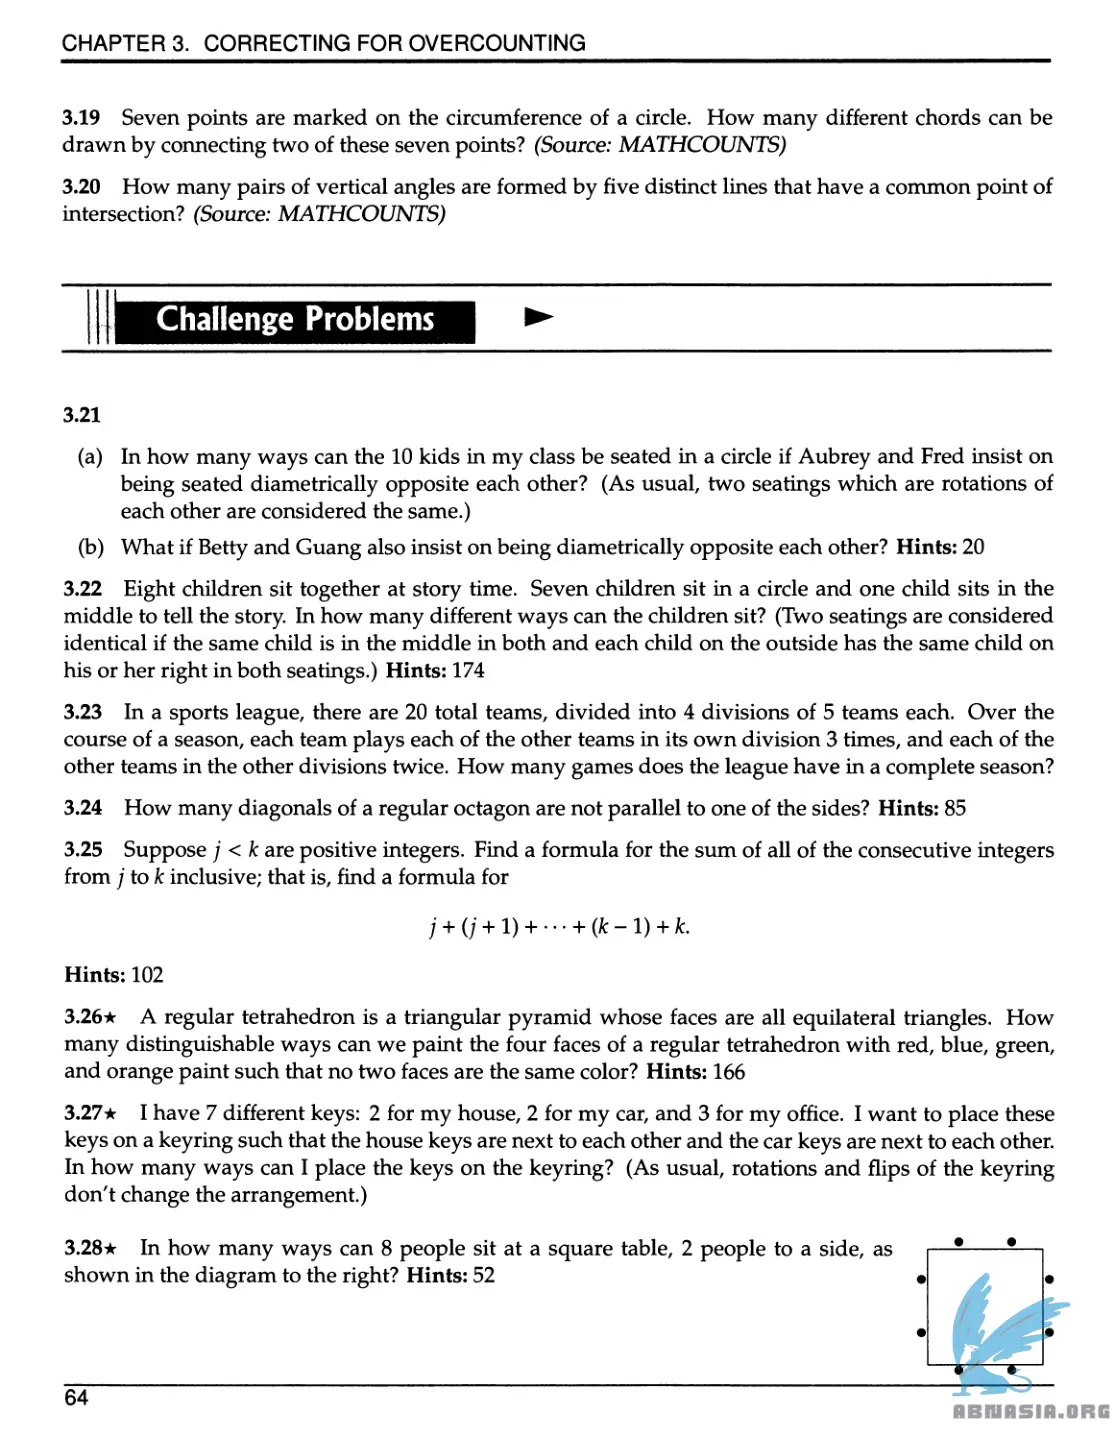 CHAPTER 3. CORRECTING FOR OVERCOUNTING
3.19 Seven points are marked on the circumference of a circle. How many different chords can be
drawn by connecting two of these seven points? (Source: MATHCOUNTS)
3.20 How many pairs of vertical angles are formed by five distinct lines that have a common point of
intersection? (Source: MATHCOUNTS)
Challenge Problems
3.21
(a) In how many ways can the 10 kids in my class be seated in a circle if Aubrey and Fred insist on
being seated diametrically opposite each other? (As usual, two seatings which are rotations of
each other are considered the same.)
(b) What if Betty and Guang also insist on being diametrically opposite each other? Hints: 20
3.22 Eight children sit together at story time. Seven children sit in a circle and one child sits in the
middle to tell the story. In how many different ways can the children sit? (Two seatings are considered
identical if the same child is in the middle in both and each child on the outside has the same child on
his or her right in both seatings.) Hints: 174
3.23 In a sports league, there are 20 total teams, divided into 4 divisions of 5 teams each. Over the
course of a season, each team plays each of the other teams in its own division 3 times, and each of the
other teams in the other divisions twice. How many games does the league have in a complete season?
3.24 How many diagonals of a regular octagon are not parallel to one of the sides? Hints: 85
3.25 Suppose j < k are positive integers. Find a formula for the sum of all of the consecutive integers
from j to k inclusive; that is, find a formula for
j + (j + 1) + ··· + (k − 1) + k.
Hints: 102
3.26★ A regular tetrahedron is a triangular pyramid whose faces are all equilateral triangles. How
many distinguishable ways can we paint the four faces of a regular tetrahedron with red, blue, green,
and orange paint such that no two faces are the same color? Hints: 166
3.27★ I have 7 different keys: 2 for my house, 2 for my car, and 3 for my office. I want to place these
keys on a keyring such that the house keys are next to each other and the car keys are next to each other.
In how many ways can I place the keys on the keyring? (As usual, rotations and flips of the keyring
don't change the arrangement.)
3.28★ In how many ways can 8 people sit at a square table, 2 people to a side, as
shown in the diagram to the right? Hints: 52
64
ABNASIA.ORG